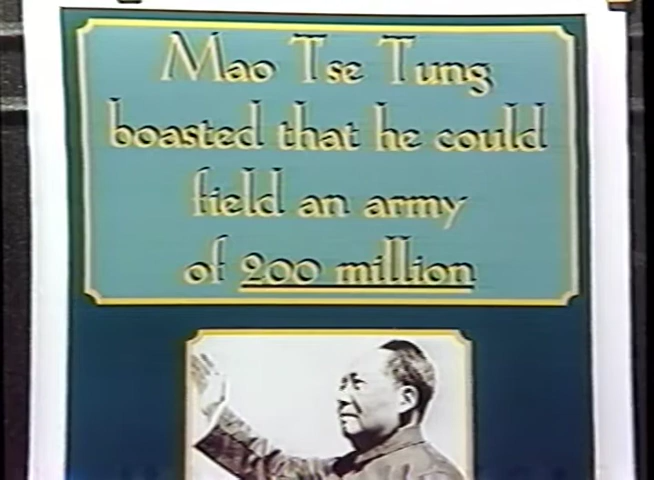 Mao Tse Tung
boasted that he could
field an army
of 200 million